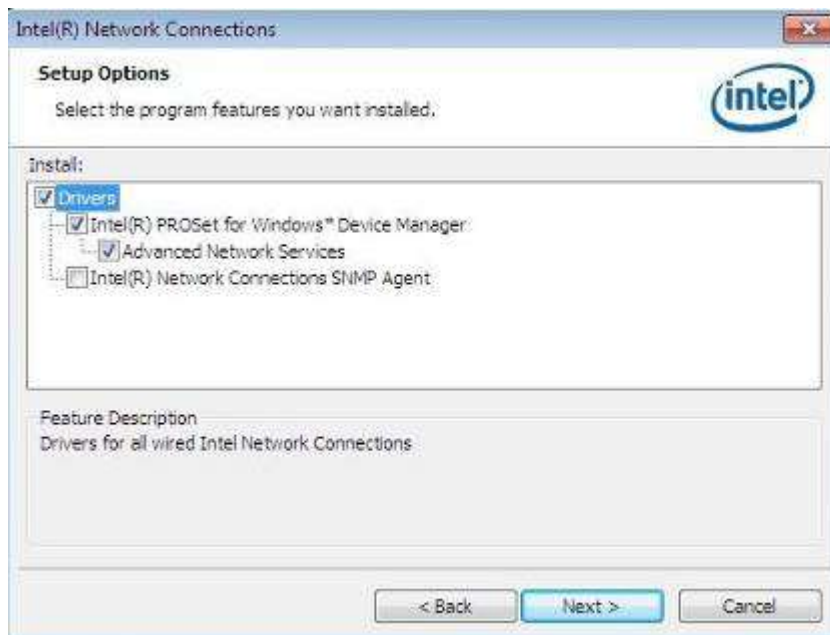 Intel(R) Network Connections
Setup Options
Select the program features you want installed.
intel
Install:
Drivers
Intel(R) PROSet for Windows* Device Manager
Advanced Network Services
Intel(R) Network Connections SNMP Agent
Feature Description
Drivers for all wired Intel Network Connections
< Back
Next >
Cancel